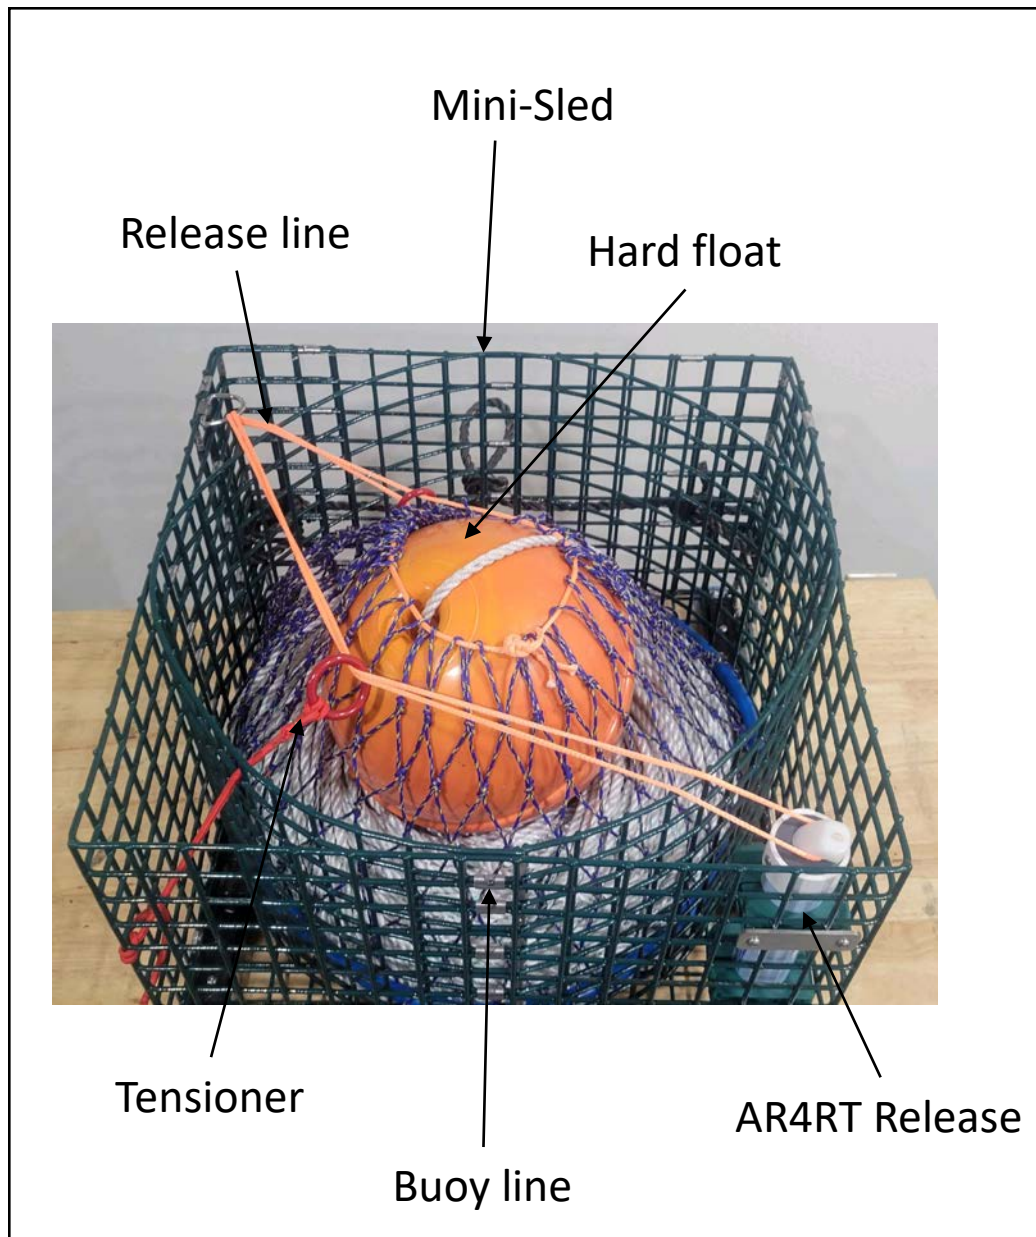 Mini-Sled
Release line
Hard float
Tensioner
AR4RT Release
Buoy line